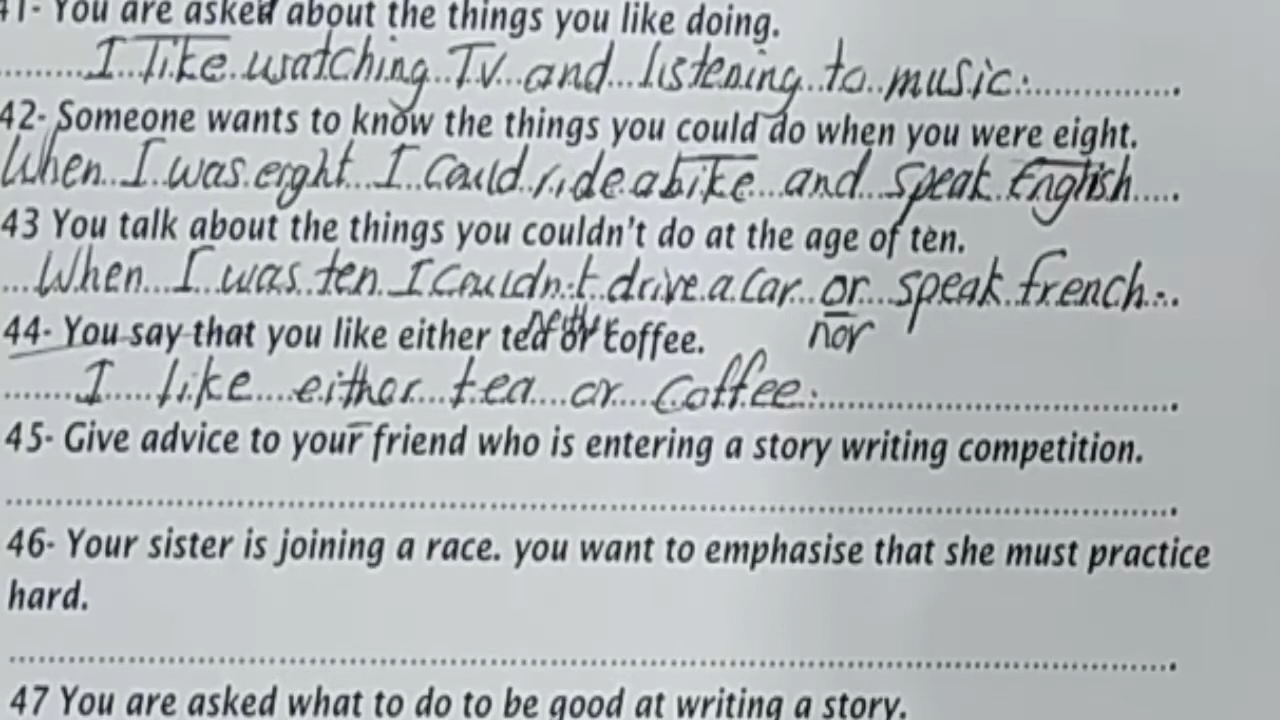 41- You are asked about the things you like doing.
........I like watching TV and listening to music.
42- Someone wants to know the things you could do when you were eight.
When I was eight I could ride a bike and speak English.....
43 You talk about the things you couldn't do at the age of ten.
...When I was ten I couldn't drive a car or speak french...
nor
44- You say that you like either tea or coffee.
........I like either tea or coffee.
45- Give advice to your friend who is entering a story writing competition.
46- Your sister is joining a race. you want to emphasise that she must practice
hard.
47 You are asked what to do to be good at writing a story.